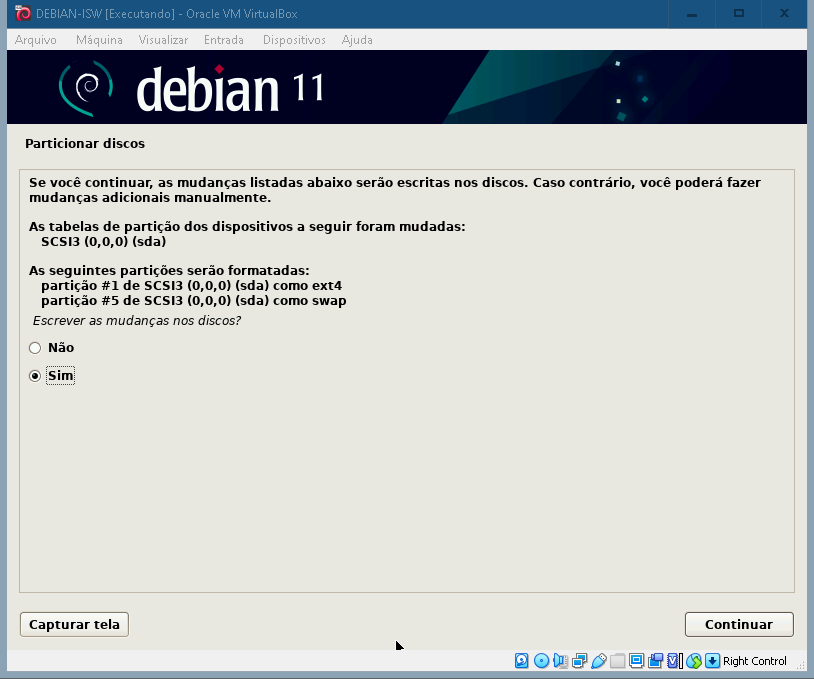 DEBIAN-ISW [Executando] - Oracle VM VirtualBox
Arquivo Máquina Visualizar Entrada Dispositivos Ajuda
debian 11
Particionar discos
Se você continuar, as mudanças listadas abaixo serão escritas nos discos. Caso contrário, você poderá fazer
mudanças adicionais manualmente.
As tabelas de partição dos dispositivos a seguir foram mudadas:
SCSI3 (0,0,0) (sda)
As seguintes partições serão formatadas:
partição #1 de SCSI3 (0,0,0) (sda) como ext4
partição #5 de SCSI3 (0,0,0) (sda) como swap
Escrever as mudanças nos discos?
Não
Sim
Capturar tela Continuar
Right Control